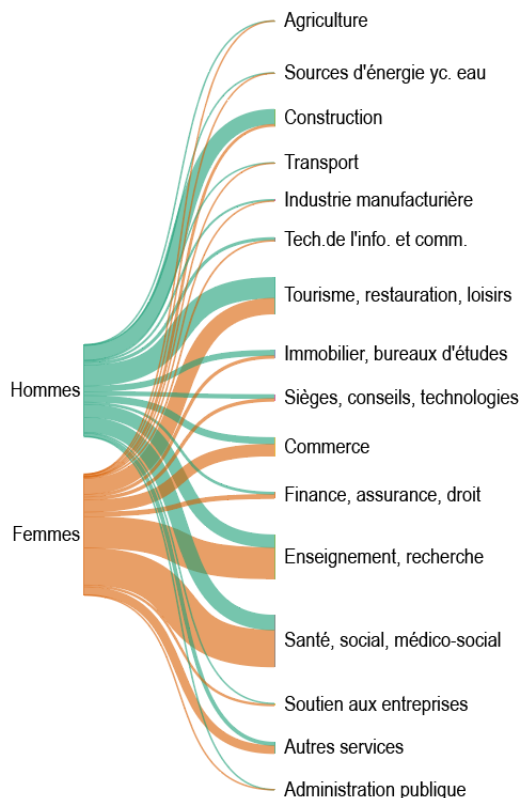 Agriculture
Sources d'énergie yc. eau
Construction
Transport
Industrie manufacturière
Tech.de l'info. et comm.
Tourisme, restauration, loisirs
Immobilier, bureaux d'études
Hommes
Sièges, conseils, technologies
Commerce
Finance, assurance, droit
Femmes
Enseignement, recherche
Santé, social, médico-social
Soutien aux entreprises
Autres services
Administration publique